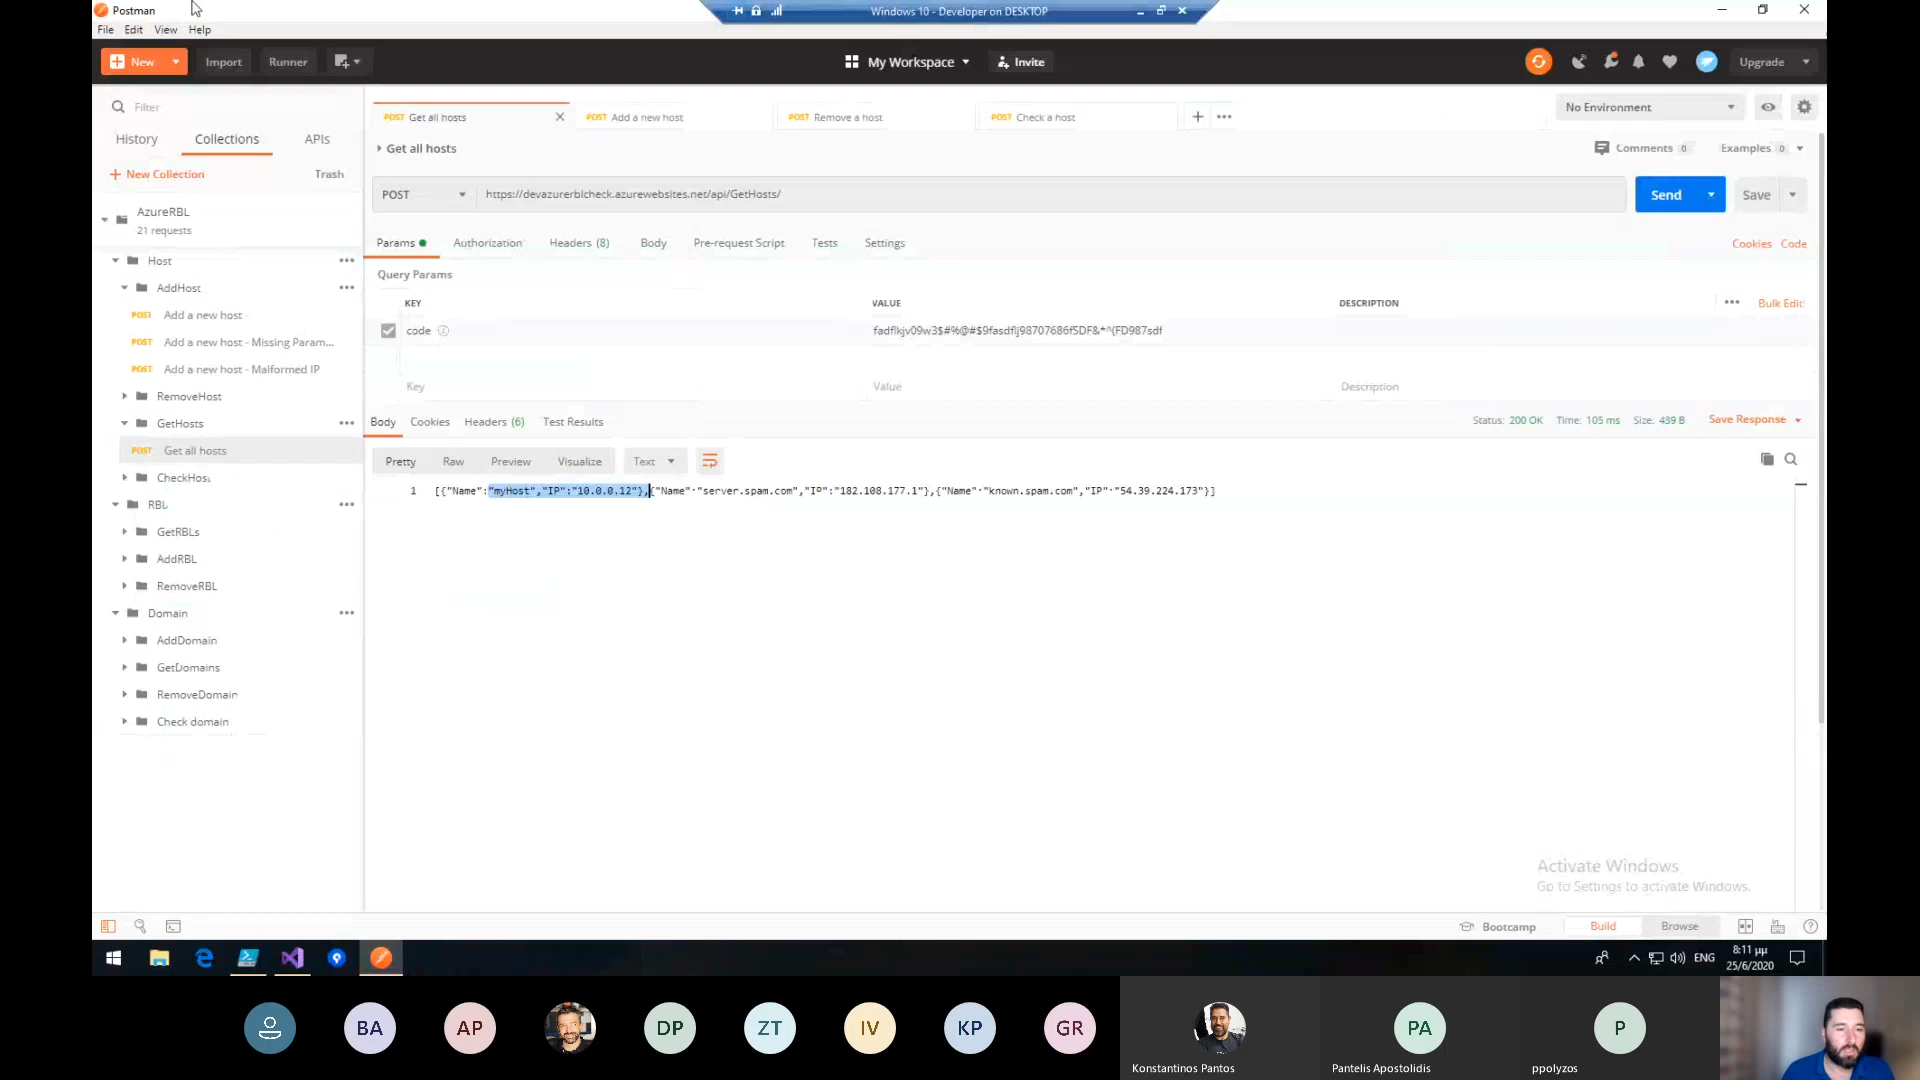 Postman
Windows 10 - Developer on DESKTOP
File Edit View Help
New Import Runner
My Workspace Invite
Upgrade
Filter
History Collections APIs
New Collection Trash
AzureRBL
21 requests
Host
AddHost
POST Add a new host
POST Add a new host - Missing Param...
POST Add a new host - Malformed IP
RemoveHost
GetHosts
POST Get all hosts
CheckHost
RBL
GetRBLs
AddRBL
RemoveRBL
Domain
AddDomain
GetDomains
RemoveDomain
Check domain
POST Get all hosts POST Add a new host POST Remove a host POST Check a host
No Environment
Get all hosts
Comments 0 Examples 0
POST https://devazurerblcheck.azurewebsites.net/api/GetHosts/ Send Save
Params Authorization Headers (8) Body Pre-request Script Tests Settings Cookies Code
Query Params
KEY VALUE DESCRIPTION Bulk Edit
code fadflkjv09w3$#%@#$9fasdflj98707686f5DF&*^(FD987sdf
Key Value Description
Body Cookies Headers (6) Test Results Status: 200 OK Time: 105 ms Size: 439 B Save Response
Pretty Raw Preview Visualize Text
1 [{"Name":"myHost","IP":"10.0.0.12"},{"Name":"server.spam.com","IP":"182.108.177.1"},{"Name":"known.spam.com","IP":"54.39.224.173"}]
Activate Windows
Go to Settings to activate Windows.
Bootcamp Build Browse
ENG
8:11 μμ
25/6/2020
BA AP DP ZT IV KP GR PA P
Konstantinos Pantos Pantelis Apostolidis ppolyzos